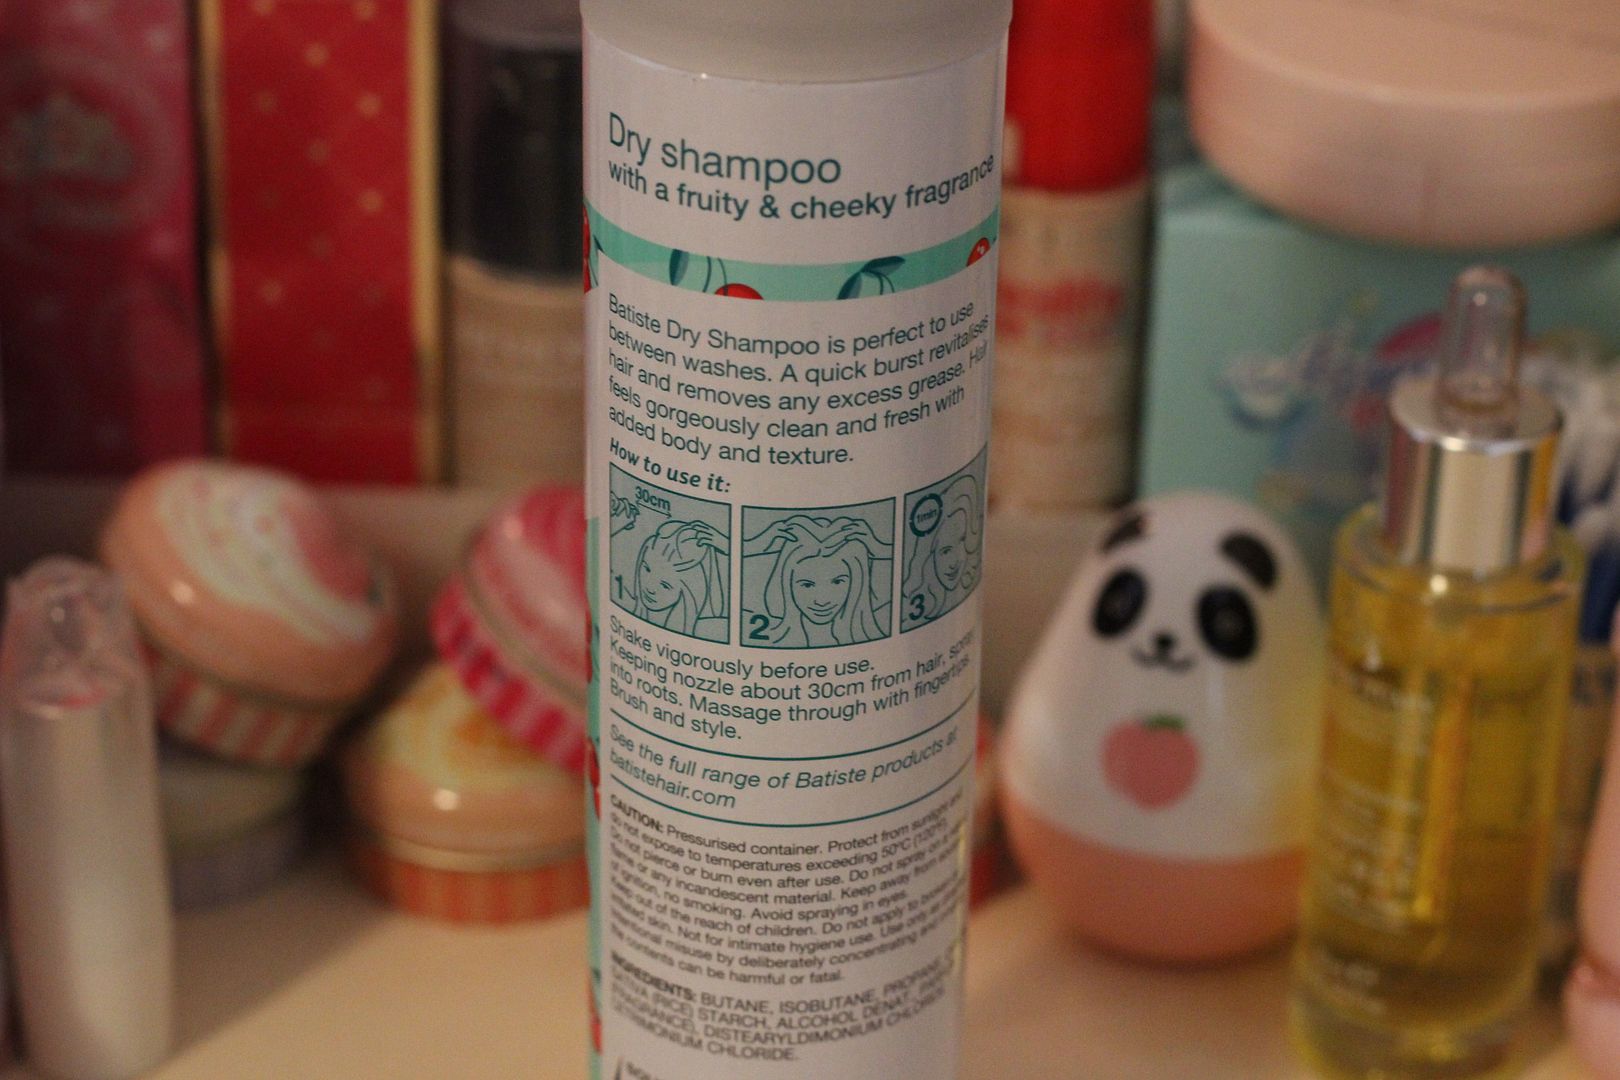 Dry shampoo
with a fruity & cheeky fragrance
Batiste Dry Shampoo is perfect to use
between washes. A quick burst revitalises
hair and removes any excess grease. Hair
feels gorgeously clean and fresh with
added body and texture.
How to use it:
30cm
1min
1
2
3
Shake vigorously before use.
Keeping nozzle about 30cm from hair, spray
into roots. Massage through with fingertips.
Brush and style.
See the full range of Batiste products at
batistehair.com
CAUTION: Pressurised container. Protect from sunlight and
do not expose to temperatures exceeding 50°C (120°F).
Do not pierce or burn even after use. Do not spray on a
flame or any incandescent material. Keep away from
of ignition, no smoking. Avoid spraying in eyes.
Keep out of the reach of children. Do not apply to broken or
irritated skin. Not for intimate hygiene use. Use only as
Intentional misuse by deliberately concentrating and
the contents can be harmful or fatal.
INGREDIENTS: BUTANE, ISOBUTANE, PROPANE,
SATIVA (RICE) STARCH, ALCOHOL DENAT.,
(FRAGRANCE), DISTEARYLDIMONIUM CHLORIDE,
CETRIMONIUM CHLORIDE.